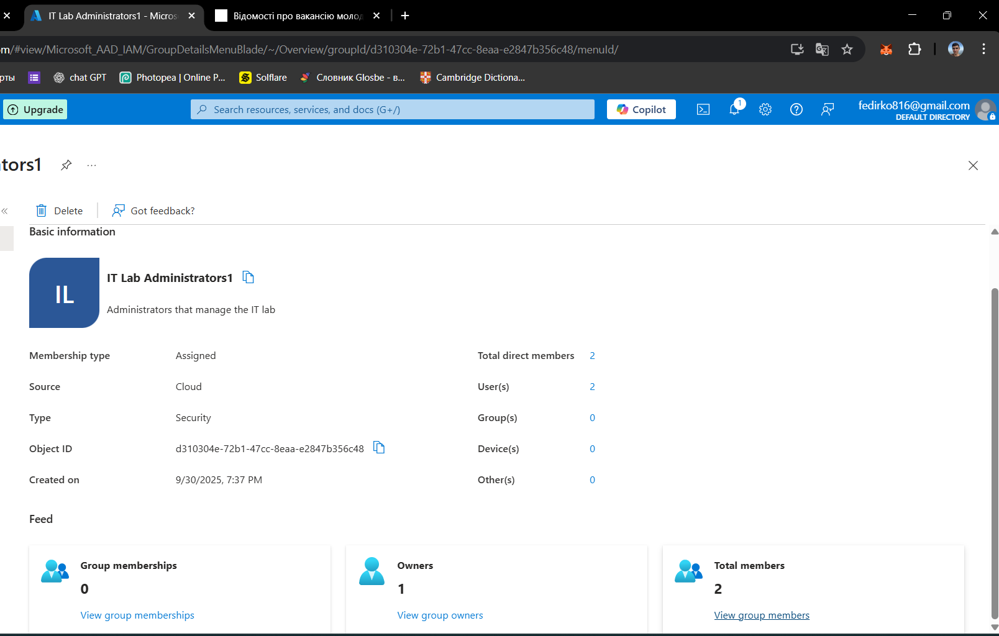 IT Lab Administrators1 - Micros
Відомості про вакансію молод
om/#view/Microsoft_AAD_IAM/GroupDetailsMenuBlade/~/Overview/groupId/d310304e-72b1-47cc-8eaa-e2847b356c48/menuId/
рты
chat GPT
Photopea | Online P...
Solflare
Словник Glosbe - в...
Cambridge Dictiona...
Upgrade
Search resources, services, and docs (G+/)
Copilot
1
fedirko816@gmail.com
DEFAULT DIRECTORY
tors1
...
Delete
Got feedback?
Basic information
IL
IT Lab Administrators1
Administrators that manage the IT lab
Membership type Assigned
Total direct members 2
Source Cloud
User(s) 2
Type Security
Group(s) 0
Object ID d310304e-72b1-47cc-8eaa-e2847b356c48
Device(s) 0
Created on 9/30/2025, 7:37 PM
Other(s) 0
Feed
Group memberships
0
View group memberships
Owners
1
View group owners
Total members
2
View group members